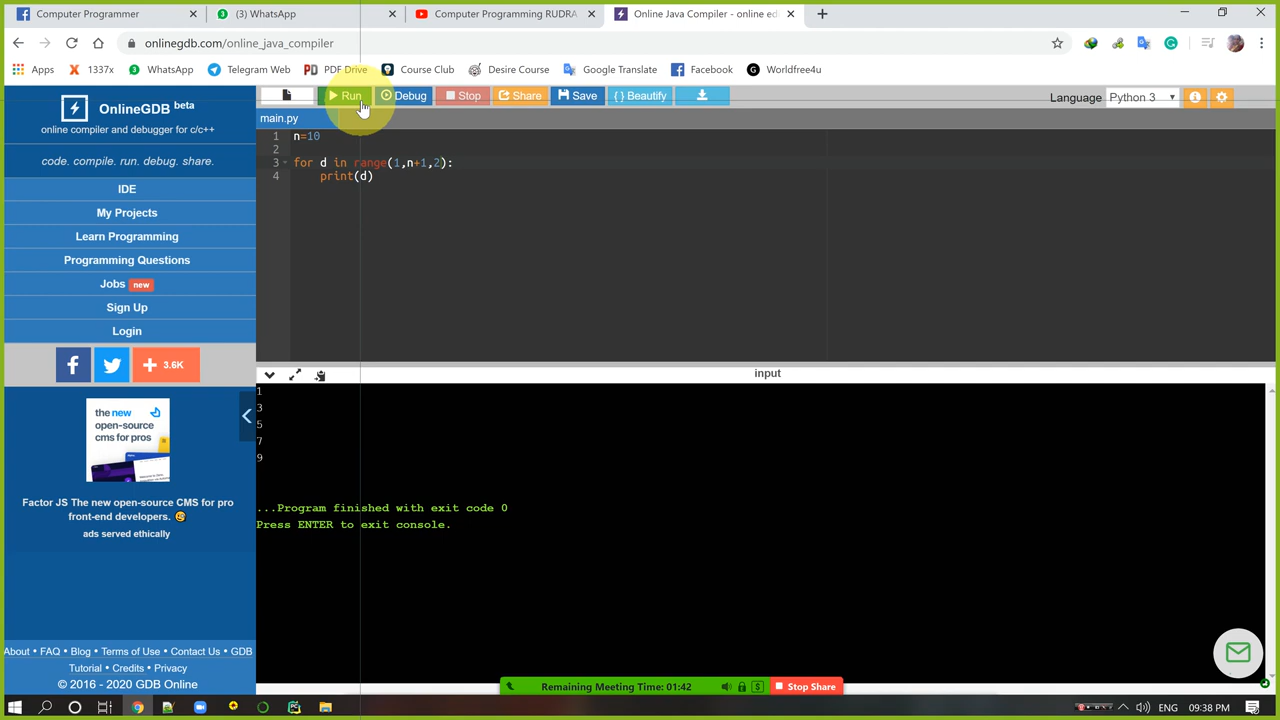 Computer Programmer
(3) WhatsApp
Computer Programming RUDRA
Online Java Compiler - online ed
onlinegdb.com/online_java_compiler
Apps
1337x
WhatsApp
Telegram Web
PDF Drive
Course Club
Desire Course
Google Translate
Facebook
Worldfree4u
OnlineGDB beta
online compiler and debugger for c/c++
code. compile. run. debug. share.
IDE
My Projects
Learn Programming
Programming Questions
Jobs new
Sign Up
Login
3.6K
the new
open-source
cms for pros
Factor JS The new open-source CMS for pro
front-end developers.
ads served ethically
About • FAQ • Blog • Terms of Use • Contact Us • GDB
Tutorial • Credits • Privacy
© 2016 - 2020 GDB Online
Run
Debug
Stop
Share
Save
{ } Beautify
Language
Python 3
main.py
1 n=10
2
3 for d in range(1,n+1,2):
4 print(d)
input
1
3
5
7
9
...Program finished with exit code 0
Press ENTER to exit console.
Remaining Meeting Time: 01:42
Stop Share
ENG
09:38 PM